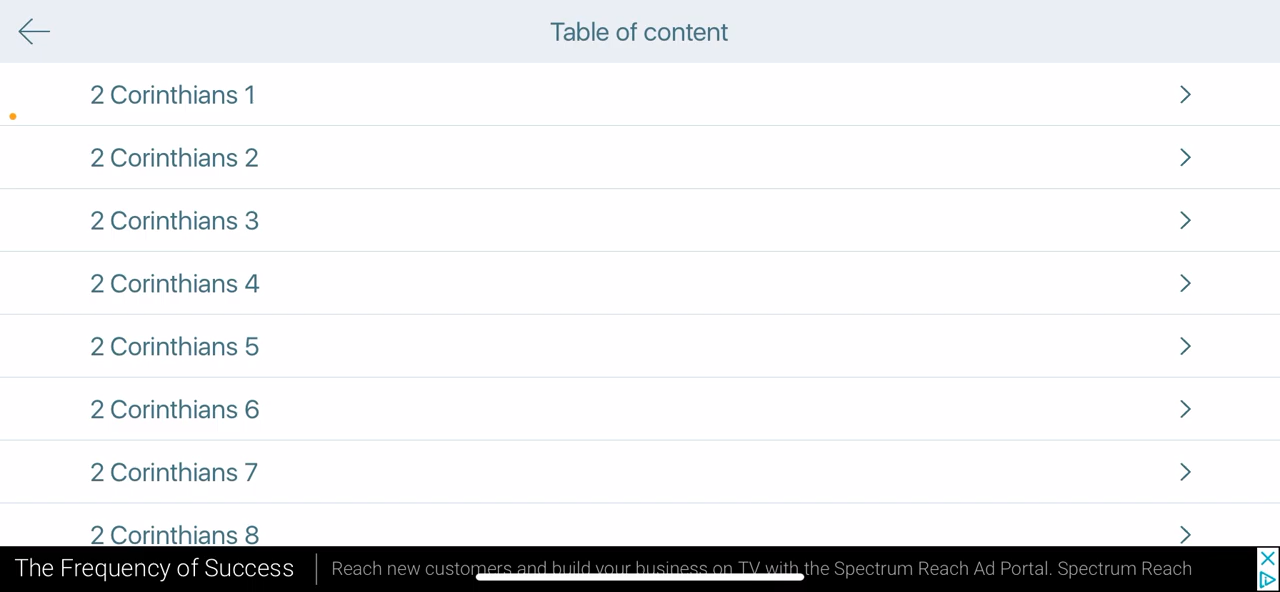 Table of content
2 Corinthians 1
2 Corinthians 2
2 Corinthians 3
2 Corinthians 4
2 Corinthians 5
2 Corinthians 6
2 Corinthians 7
2 Corinthians 8
The Frequency of Success
Reach new customers and build your business on TV with the Spectrum Reach Ad Portal. Spectrum Reach